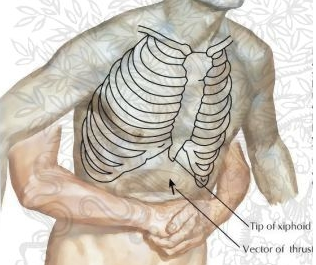 Tip of xiphoid
Vector of thrust